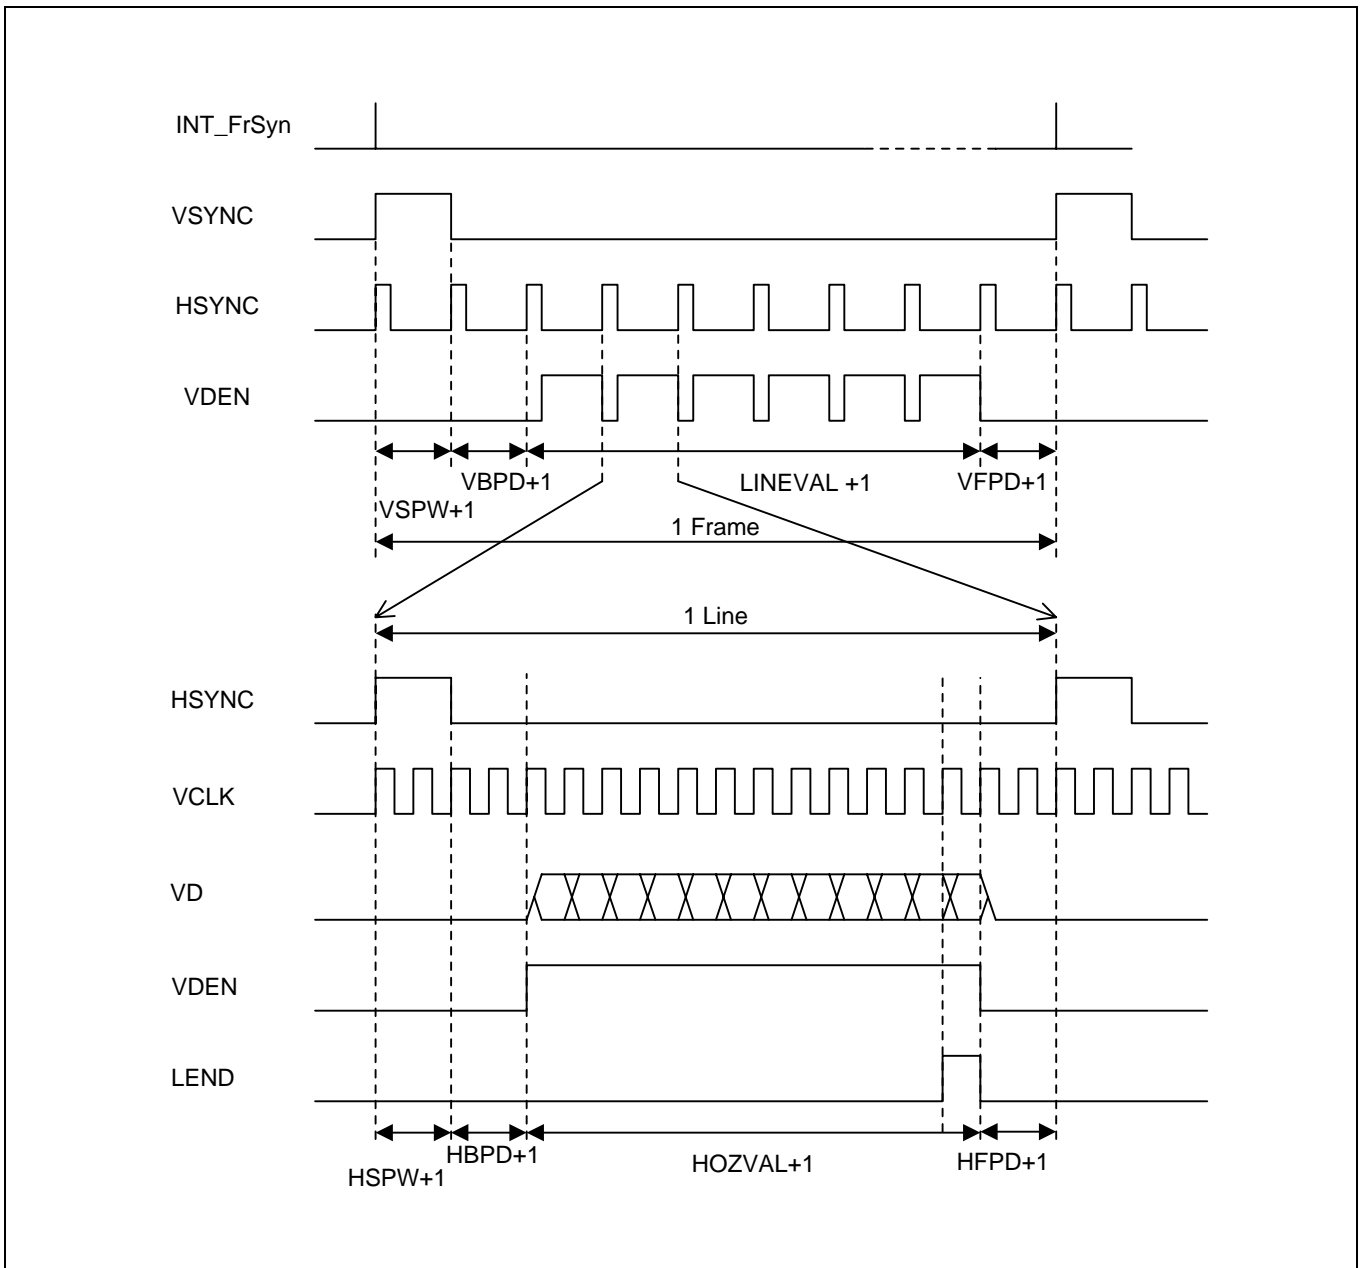 INT_FrSyn
VSYNC
HSYNC
VDEN
VBPD+1
LINEVAL +1
VFPD+1
VSPW+1
1 Frame
1 Line
HSYNC
VCLK
VD
VDEN
LEND
HBPD+1
HOZVAL+1
HFPD+1
HSPW+1